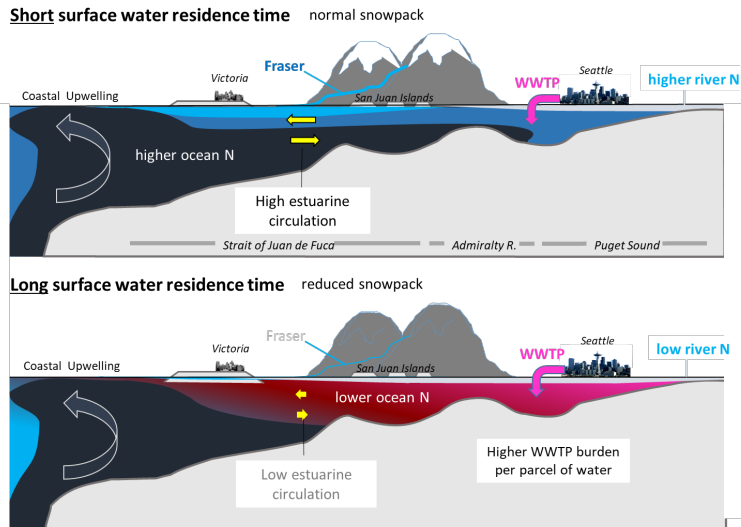 Short surface water residence time normal snowpack
Fraser
Victoria
Seattle
WWTP
higher river N
Coastal Upwelling
San Juan Islands
higher ocean N
High estuarine
circulation
Strait of Juan de Fuca
Admiralty R.
Puget Sound
Long surface water residence time reduced snowpack
Fraser
Victoria
Seattle
WWTP
low river N
Coastal Upwelling
San Juan Islands
lower ocean N
Low estuarine
circulation
Higher WWTP burden
per parcel of water